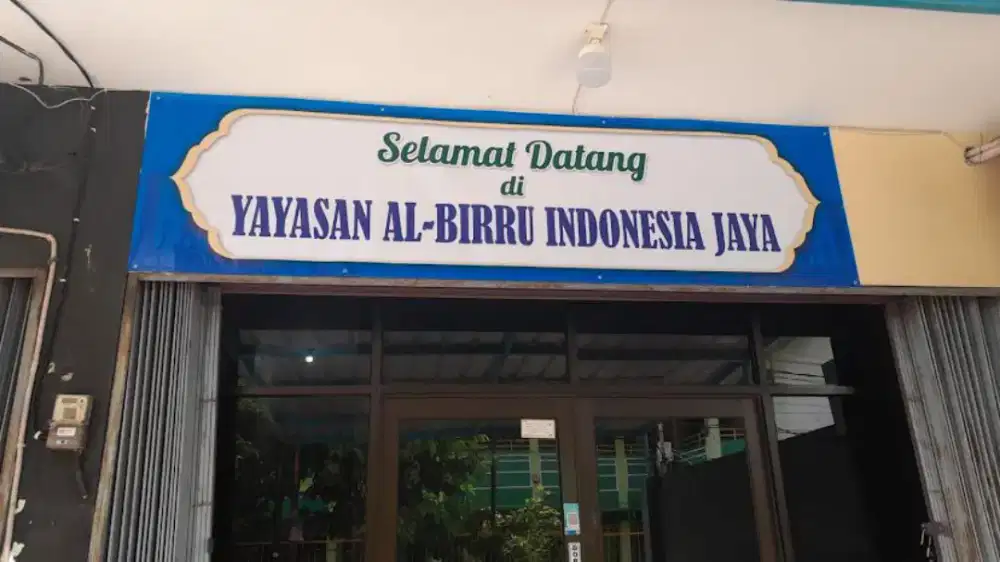 Selamat Datang
di
YAYASAN AL-BIRRU INDONESIA JAYA